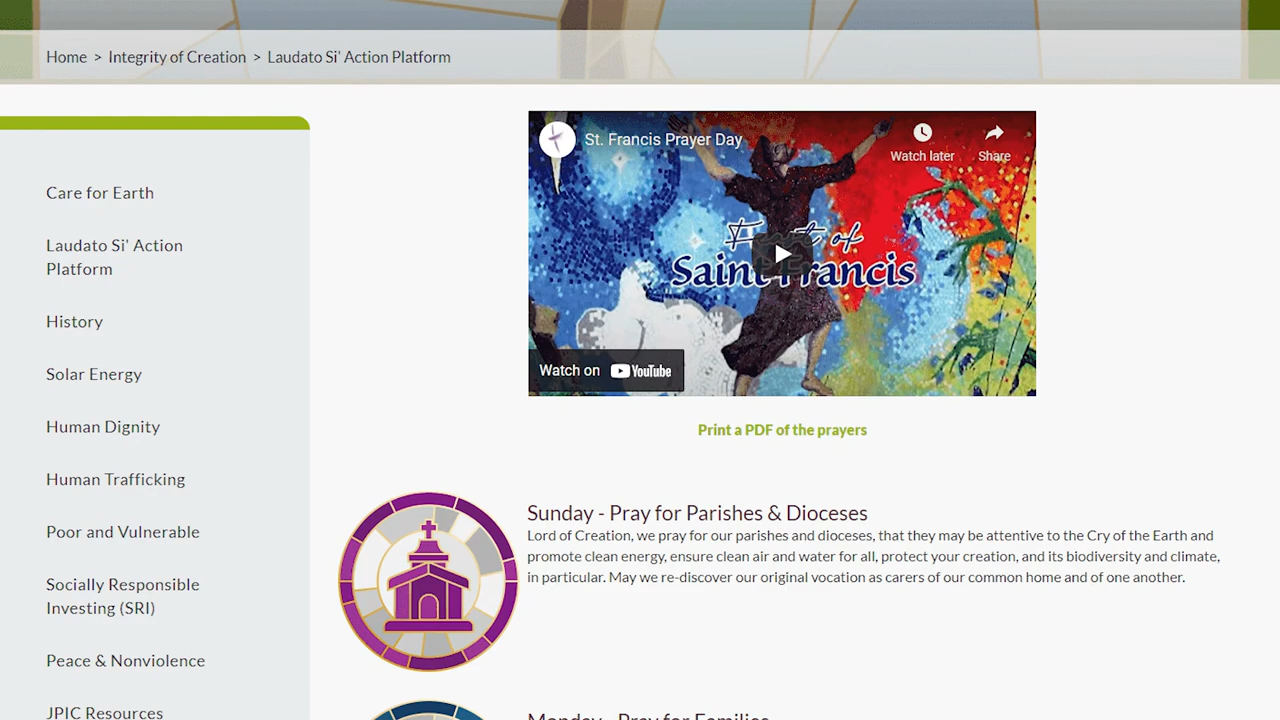 Home > Integrity of Creation > Laudato Si' Action Platform
Care for Earth
Laudato Si' Action
Platform
History
Solar Energy
Human Dignity
Human Trafficking
Poor and Vulnerable
Socially Responsible
Investing (SRI)
Peace & Nonviolence
JPIC Resources
St. Francis Prayer Day
Watch later
Share
Feast of
Saint Francis
Watch on YouTube
Print a PDF of the prayers
Sunday - Pray for Parishes & Dioceses
Lord of Creation, we pray for our parishes and dioceses, that they may be attentive to the Cry of the Earth and
promote clean energy, ensure clean air and water for all, protect your creation, and its biodiversity and climate,
in particular. May we re-discover our original vocation as carers of our common home and of one another.
Monday - Pray for Families